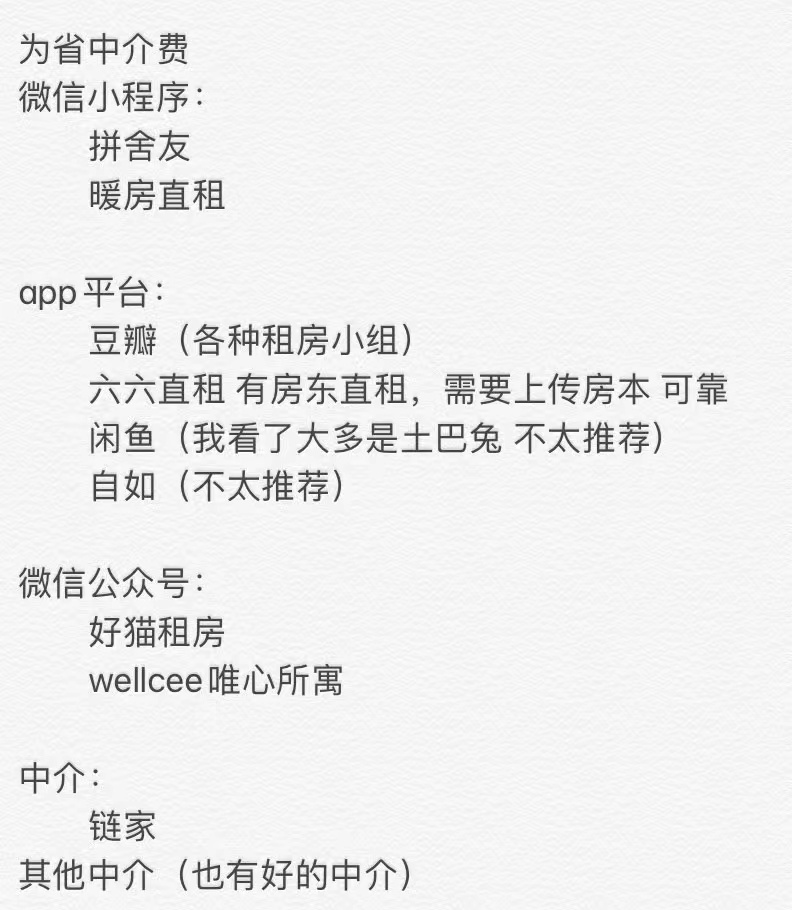 为省中介费
微信小程序：
拼舍友
暖房直租
app平台：
豆瓣（各种租房小组）
六六直租 有房东直租，需要上传房本 可靠
闲鱼（我看了大多是土巴兔 不太推荐）
自如（不太推荐）
微信公众号：
好猫租房
wellcee唯心所寓
中介：
链家
其他中介（也有好的中介）